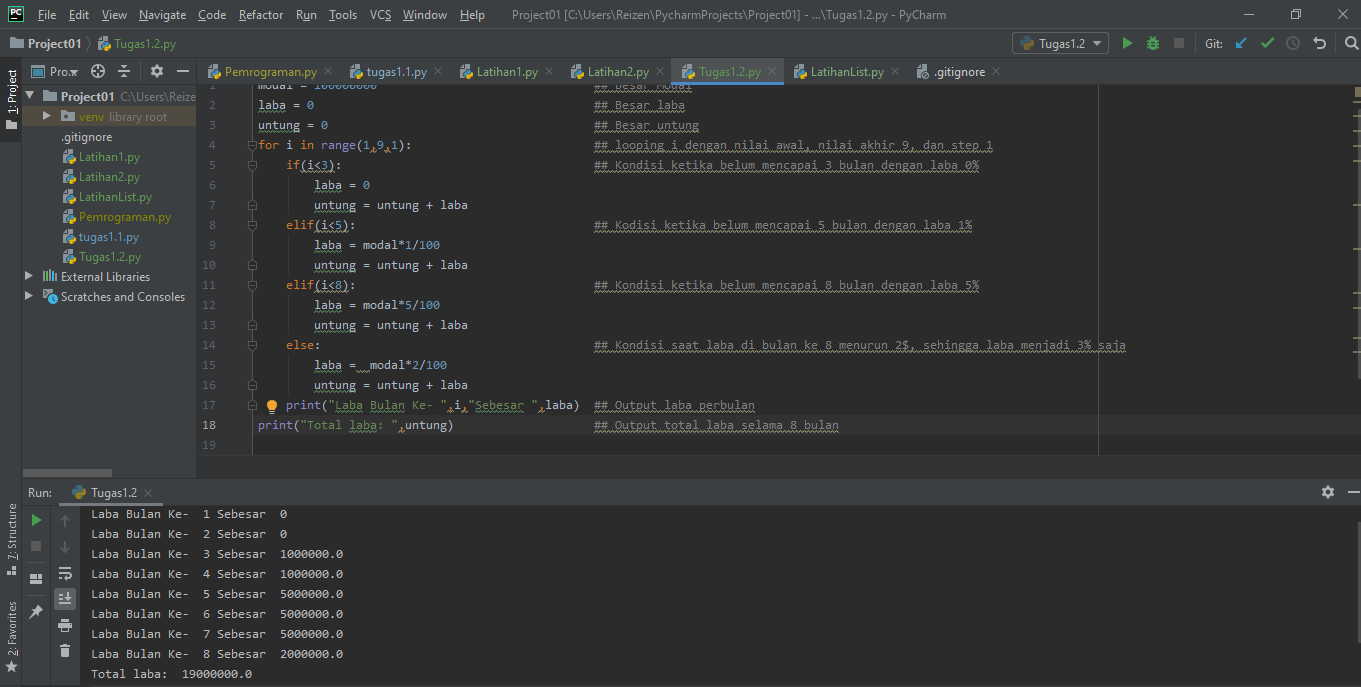 PC File Edit View Navigate Code Refactor Run Tools VCS Window Help Project01 [C:\Users\Reizen\PycharmProjects\Project01] - ...\Tugas1.2.py - PyCharm
Project01 Tugas1.2.py Tugas1.2 Git:
1: Project
Pro
Pemrograman.py tugas1.1.py Latihan1.py Latihan2.py Tugas1.2.py LatihanList.py .gitignore
Project01 C:\Users\Reize
venv library root
.gitignore
Latihan1.py
Latihan2.py
LatihanList.py
Pemrograman.py
tugas1.1.py
Tugas1.2.py
External Libraries
Scratches and Consoles
1 modal = 100000000 ## Besar Modal
2 laba = 0 ## Besar laba
3 untung = 0 ## Besar untung
4 for i in range(1,9,1): ## looping i dengan nilai awal, nilai akhir 9, dan step 1
5 if(i<3): ## Kondisi ketika belum mencapai 3 bulan dengan laba 0%
6 laba = 0
7 untung = untung + laba
8 elif(i<5): ## Kodisi ketika belum mencapai 5 bulan dengan laba 1%
9 laba = modal*1/100
10 untung = untung + laba
11 elif(i<8): ## Kondisi ketika belum mencapai 8 bulan dengan laba 5%
12 laba = modal*5/100
13 untung = untung + laba
14 else: ## Kondisi saat laba di bulan ke 8 menurun 2$, sehingga laba menjadi 3% saja
15 laba =  modal*2/100
16 untung = untung + laba
17 print("Laba Bulan Ke- ",i,"Sebesar ",laba) ## Output laba perbulan
18 print("Total laba: ",untung) ## Output total laba selama 8 bulan
19
Run: Tugas1.2
7: Structure
2: Favorites
Laba Bulan Ke-  1 Sebesar  0
Laba Bulan Ke-  2 Sebesar  0
Laba Bulan Ke-  3 Sebesar  1000000.0
Laba Bulan Ke-  4 Sebesar  1000000.0
Laba Bulan Ke-  5 Sebesar  5000000.0
Laba Bulan Ke-  6 Sebesar  5000000.0
Laba Bulan Ke-  7 Sebesar  5000000.0
Laba Bulan Ke-  8 Sebesar  2000000.0
Total laba:  19000000.0